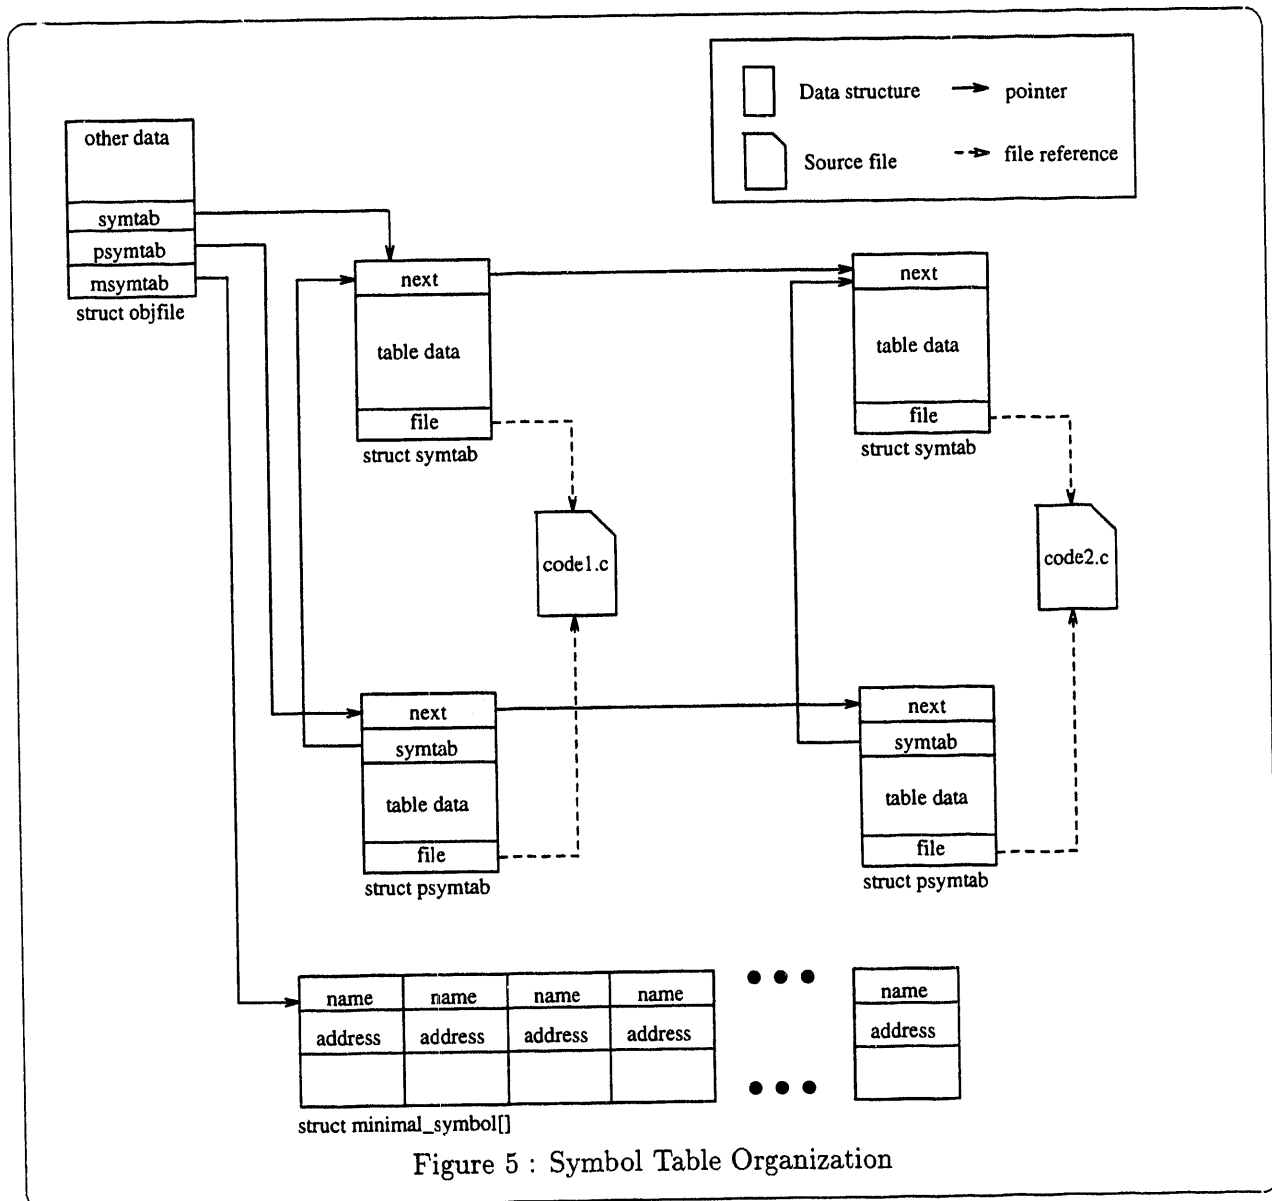 Data structure
pointer
Source file
file reference
other data
symtab
psymtab
msymtab
struct objfile
next
table data
file
struct symtab
next
table data
file
struct symtab
code1.c
code2.c
next
symtab
table data
file
struct psymtab
next
symtab
table data
file
struct psymtab
name name name name name
address address address address address
struct minimal_symbol[]
Figure 5 : Symbol Table Organization